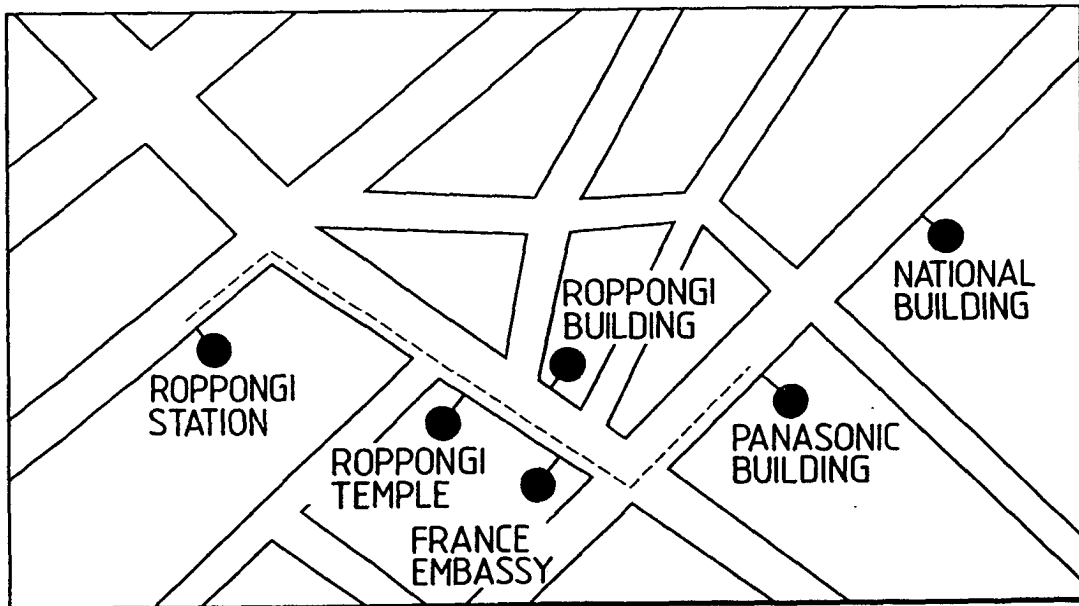 ROPPONGI
STATION
ROPPONGI
TEMPLE
FRANCE
EMBASSY
ROPPONGI
BUILDING
PANASONIC
BUILDING
NATIONAL
BUILDING